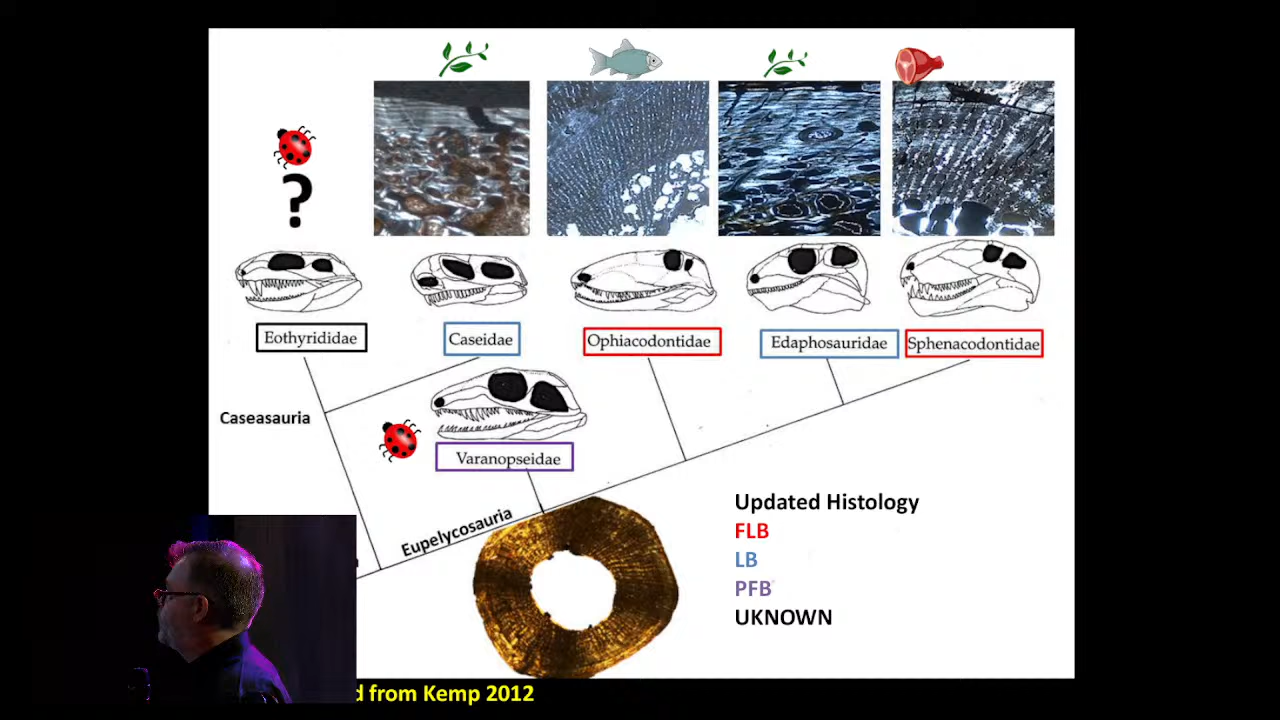 ?
Eothyrididae
Caseidae
Ophiacodontidae
Edaphosauridae
Sphenacodontidae
Caseasauria
Varanopseidae
Eupelycosauria
Updated Histology
FLB
LB
PFB
UKNOWN
from Kemp 2012